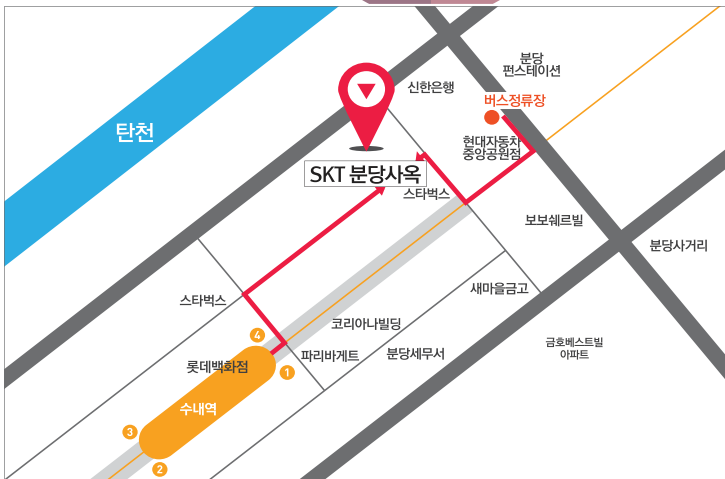 분당
펀스테이션
신한은행
버스정류장
탄천
현대자동차
중앙공원점
SKT 분당사옥
스타벅스
보보쉐르빌
분당사거리
새마을금고
스타벅스
코리아나빌딩
4
파리바게트
분당세무서
금호베스트빌
아파트
롯데백화점
1
수내역
3
2